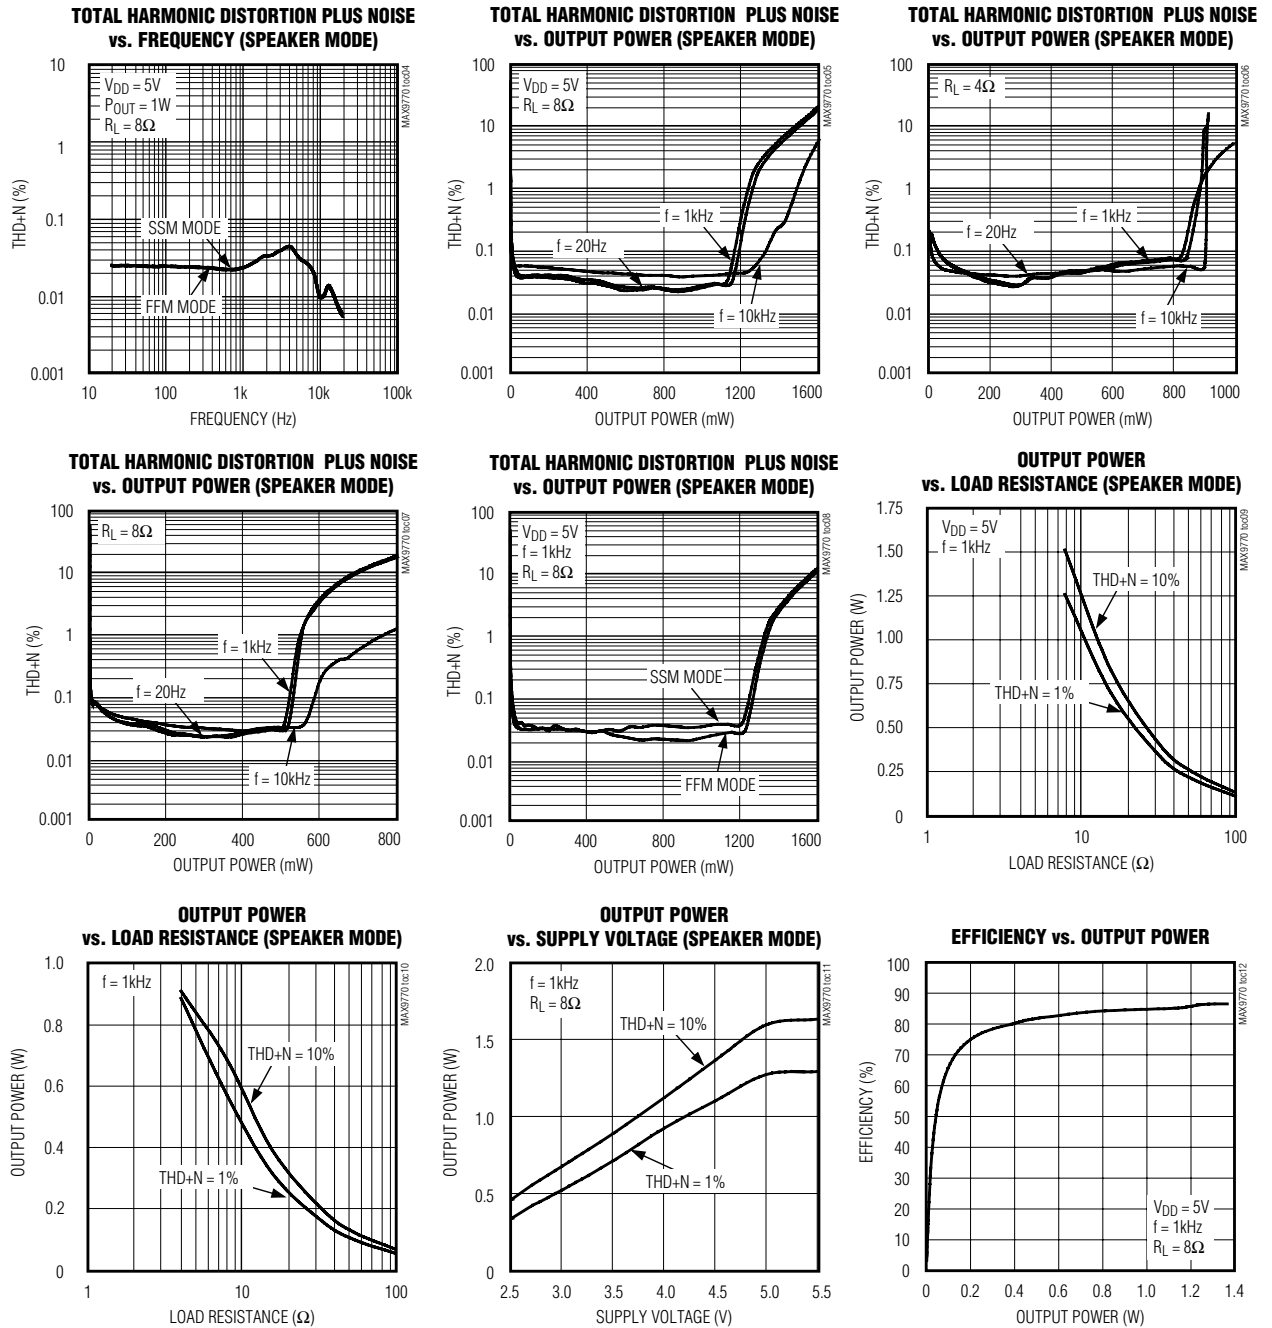 TOTAL HARMONIC DISTORTION PLUS NOISE
vs. FREQUENCY (SPEAKER MODE)
VDD = 5V
POUT = 1W
RL = 8Ω
MAX9770 toc04
10
1
0.1
0.01
0.001
THD+N (%)
SSM MODE
FFM MODE
10 100 1k 10k 100k
FREQUENCY (Hz)
TOTAL HARMONIC DISTORTION PLUS NOISE
vs. OUTPUT POWER (SPEAKER MODE)
VDD = 5V
RL = 8Ω
MAX9770 toc05
100
10
1
0.1
0.01
0.001
THD+N (%)
f = 1kHz
f = 20Hz
f = 10kHz
0 400 800 1200 1600
OUTPUT POWER (mW)
TOTAL HARMONIC DISTORTION PLUS NOISE
vs. OUTPUT POWER (SPEAKER MODE)
RL = 4Ω
MAX9770 toc06
100
10
1
0.1
0.01
0.001
THD+N (%)
f = 1kHz
f = 20Hz
f = 10kHz
0 200 400 600 800 1000
OUTPUT POWER (mW)
TOTAL HARMONIC DISTORTION PLUS NOISE
vs. OUTPUT POWER (SPEAKER MODE)
RL = 8Ω
MAX9770 toc07
100
10
1
0.1
0.01
0.001
THD+N (%)
f = 1kHz
f = 20Hz
f = 10kHz
0 200 400 600 800
OUTPUT POWER (mW)
TOTAL HARMONIC DISTORTION PLUS NOISE
vs. OUTPUT POWER (SPEAKER MODE)
VDD = 5V
f = 1kHz
RL = 8Ω
MAX9770 toc08
100
10
1
0.1
0.01
0.001
THD+N (%)
SSM MODE
FFM MODE
0 400 800 1200 1600
OUTPUT POWER (mW)
OUTPUT POWER
vs. LOAD RESISTANCE (SPEAKER MODE)
VDD = 5V
f = 1kHz
MAX9770 toc09
1.75
1.50
1.25
1.00
0.75
0.50
0.25
0
OUTPUT POWER (W)
THD+N = 10%
THD+N = 1%
1 10 100
LOAD RESISTANCE (Ω)
OUTPUT POWER
vs. LOAD RESISTANCE (SPEAKER MODE)
f = 1kHz
MAX9770 toc10
1.0
0.8
0.6
0.4
0.2
0
OUTPUT POWER (W)
THD+N = 10%
THD+N = 1%
1 10 100
LOAD RESISTANCE (Ω)
OUTPUT POWER
vs. SUPPLY VOLTAGE (SPEAKER MODE)
f = 1kHz
RL = 8Ω
MAX9770 toc11
2.0
1.5
1.0
0.5
0
OUTPUT POWER (W)
THD+N = 10%
THD+N = 1%
2.5 3.0 3.5 4.0 4.5 5.0 5.5
SUPPLY VOLTAGE (V)
EFFICIENCY vs. OUTPUT POWER
MAX9770 toc12
100
90
80
70
60
50
40
30
20
10
0
EFFICIENCY (%)
VDD = 5V
f = 1kHz
RL = 8Ω
0 0.2 0.4 0.6 0.8 1.0 1.2 1.4
OUTPUT POWER (W)